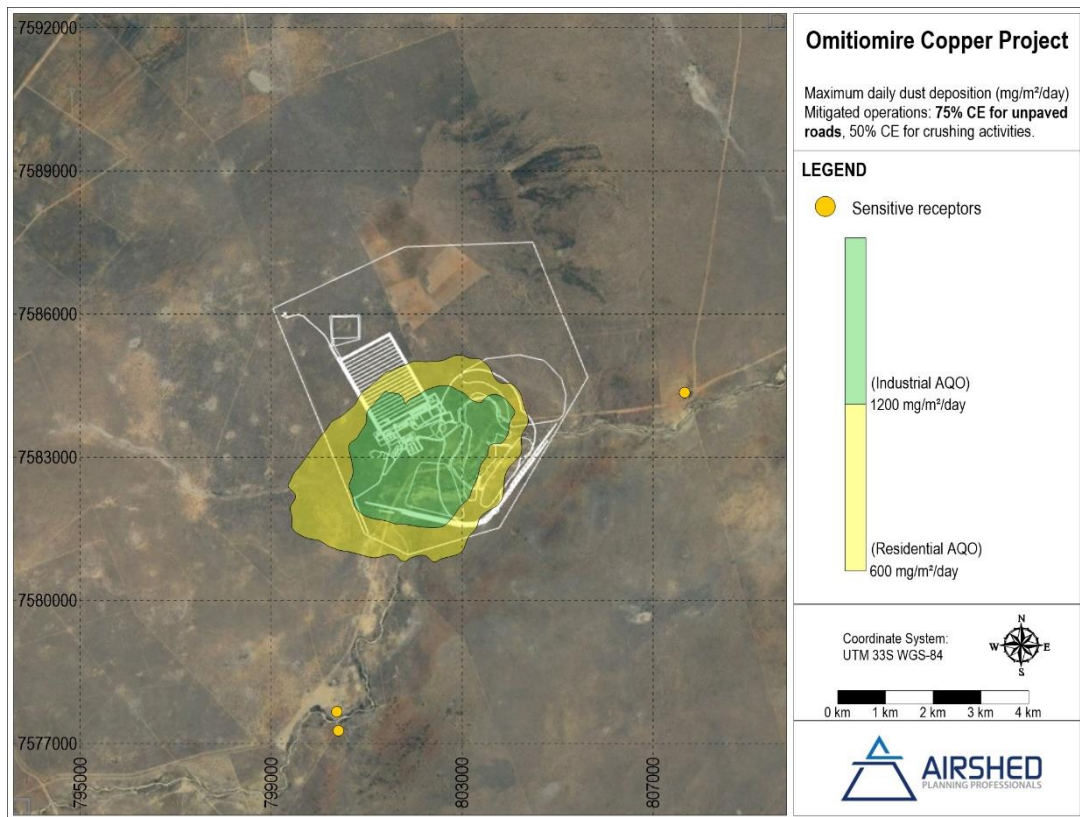 Omitiomire Copper Project
Maximum daily dust deposition (mg/m²/day)
Mitigated operations: 75% CE for unpaved
roads, 50% CE for crushing activities.
LEGEND
Sensitive receptors
(Industrial AQO)
1200 mg/m²/day
(Residential AQO)
600 mg/m²/day
Coordinate System:
UTM 33S WGS-84
N
W E
S
0 km 1 km 2 km 3 km 4 km
AIRSHED
PLANNING PROFESSIONALS
7592000
7589000
7586000
7583000
7580000
7577000
795000
799000
803000
807000